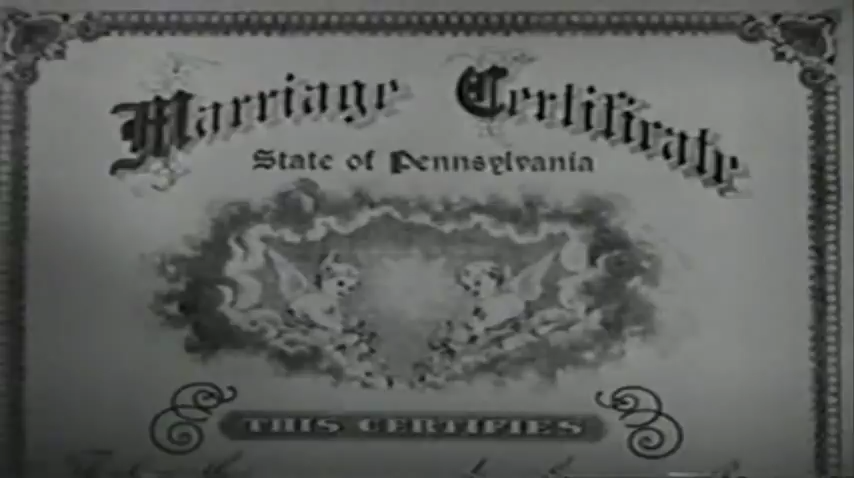 Marriage Certificate
State of Pennsylvania
THIS CERTIFIES